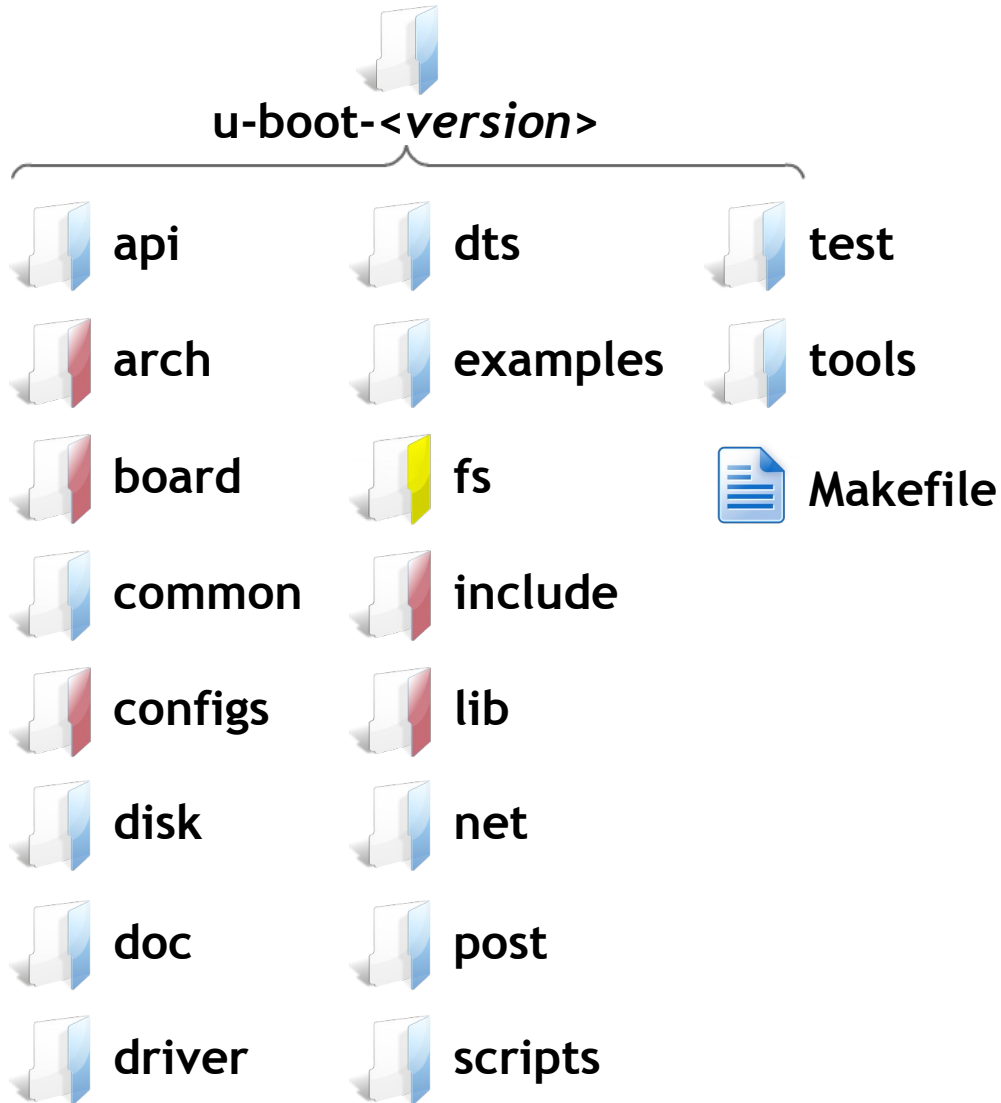 u-boot-<version>
api
arch
board
common
configs
disk
doc
driver
dts
examples
fs
include
lib
net
post
scripts
test
tools
Makefile